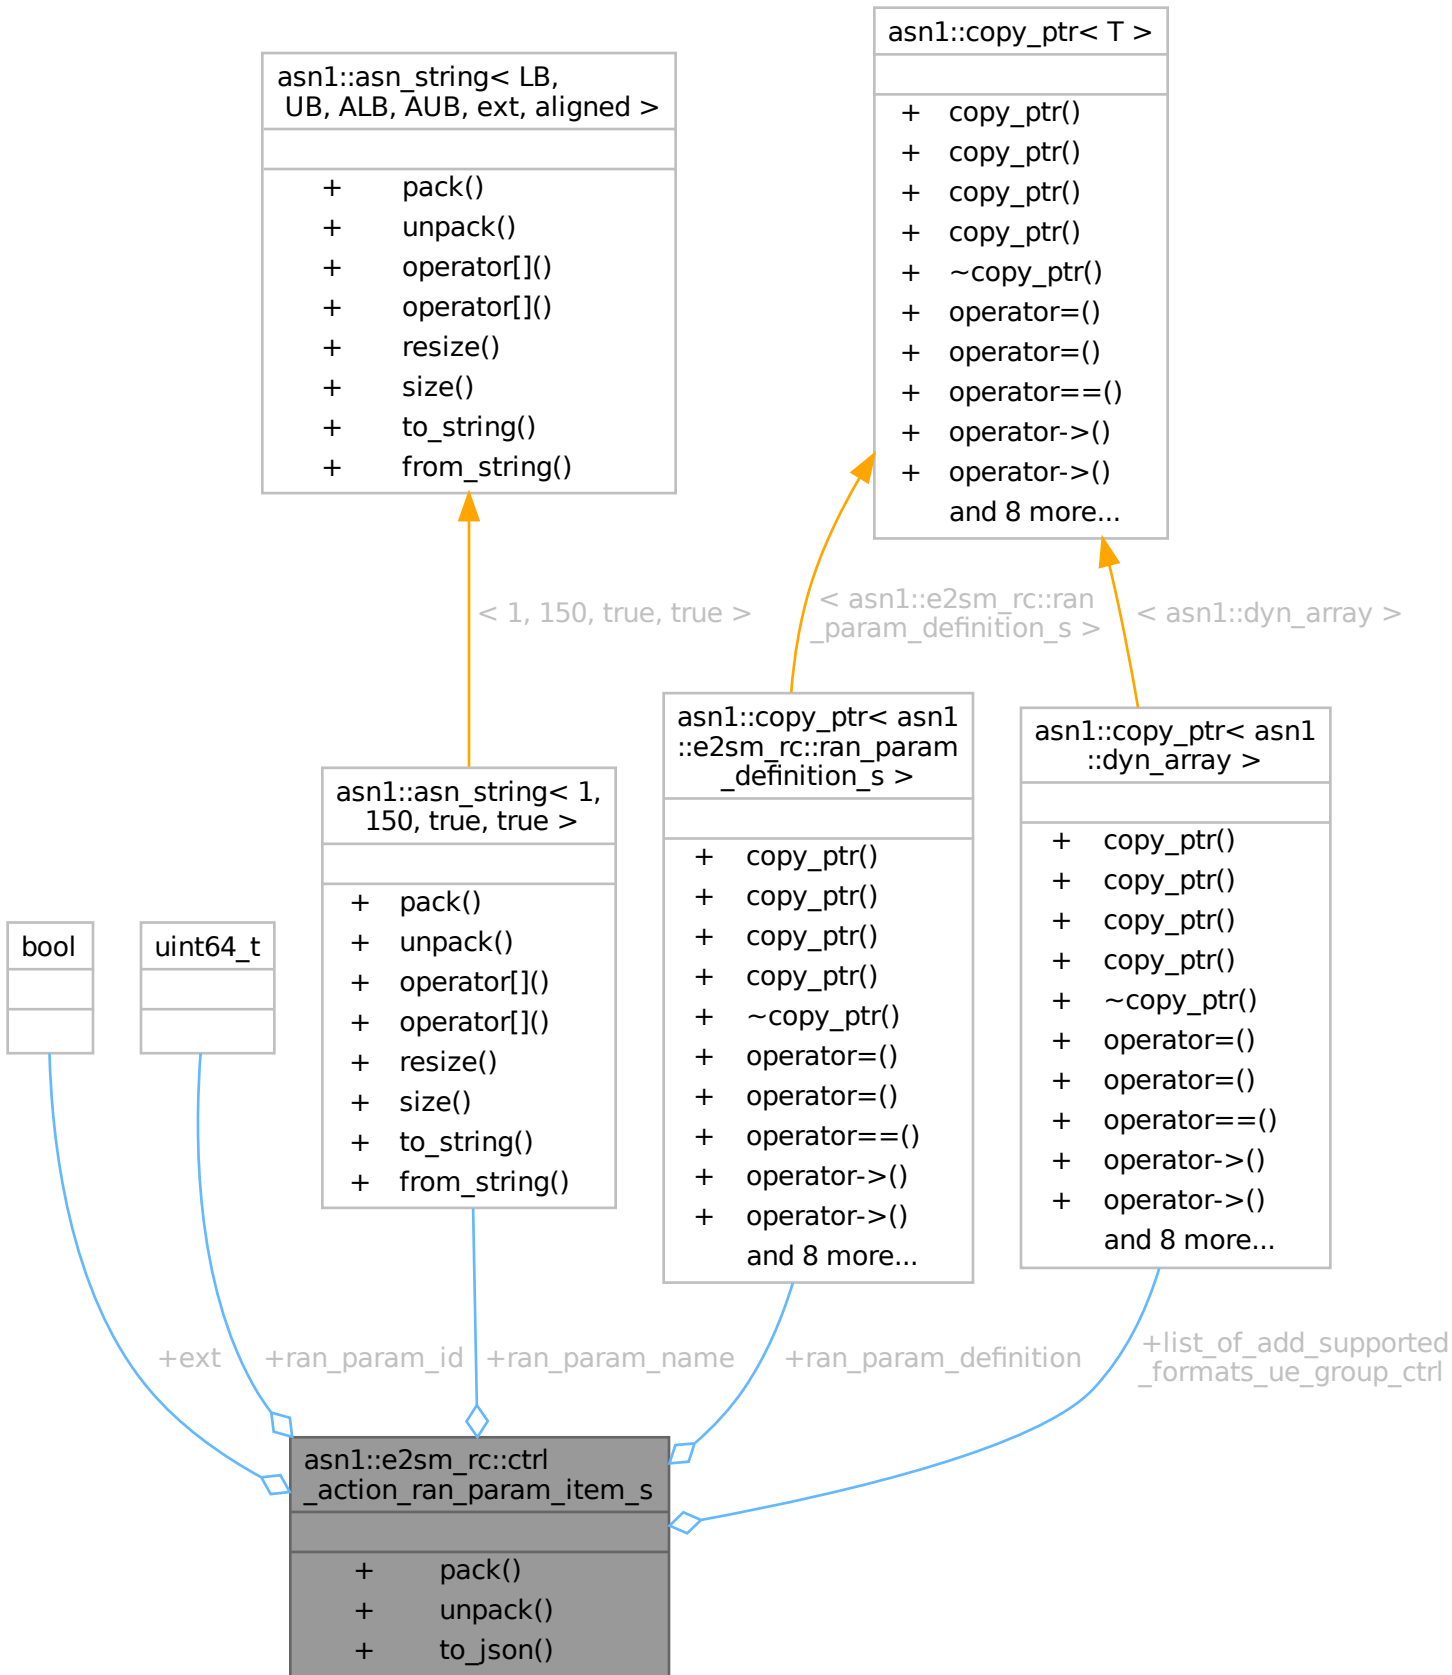 asn1::copy_ptr< T >
+ copy_ptr()
+ copy_ptr()
+ copy_ptr()
+ copy_ptr()
+ ~copy_ptr()
+ operator=()
+ operator=()
+ operator==()
+ operator->()
+ operator->()
and 8 more...
asn1::asn_string< LB,
UB, ALB, AUB, ext, aligned >
+ pack()
+ unpack()
+ operator[]()
+ operator[]()
+ resize()
+ size()
+ to_string()
+ from_string()
< 1, 150, true, true >
< asn1::e2sm_rc::ran
_param_definition_s >
< asn1::dyn_array >
asn1::asn_string< 1,
150, true, true >
+ pack()
+ unpack()
+ operator[]()
+ operator[]()
+ resize()
+ size()
+ to_string()
+ from_string()
asn1::copy_ptr< asn1
::e2sm_rc::ran_param
_definition_s >
+ copy_ptr()
+ copy_ptr()
+ copy_ptr()
+ copy_ptr()
+ ~copy_ptr()
+ operator=()
+ operator=()
+ operator==()
+ operator->()
+ operator->()
and 8 more...
asn1::copy_ptr< asn1
::dyn_array >
+ copy_ptr()
+ copy_ptr()
+ copy_ptr()
+ copy_ptr()
+ ~copy_ptr()
+ operator=()
+ operator=()
+ operator==()
+ operator->()
+ operator->()
and 8 more...
bool
uint64_t
+ext
+ran_param_id
+ran_param_name
+ran_param_definition
+list_of_add_supported
_formats_ue_group_ctrl
asn1::e2sm_rc::ctrl
_action_ran_param_item_s
+ pack()
+ unpack()
+ to_json()